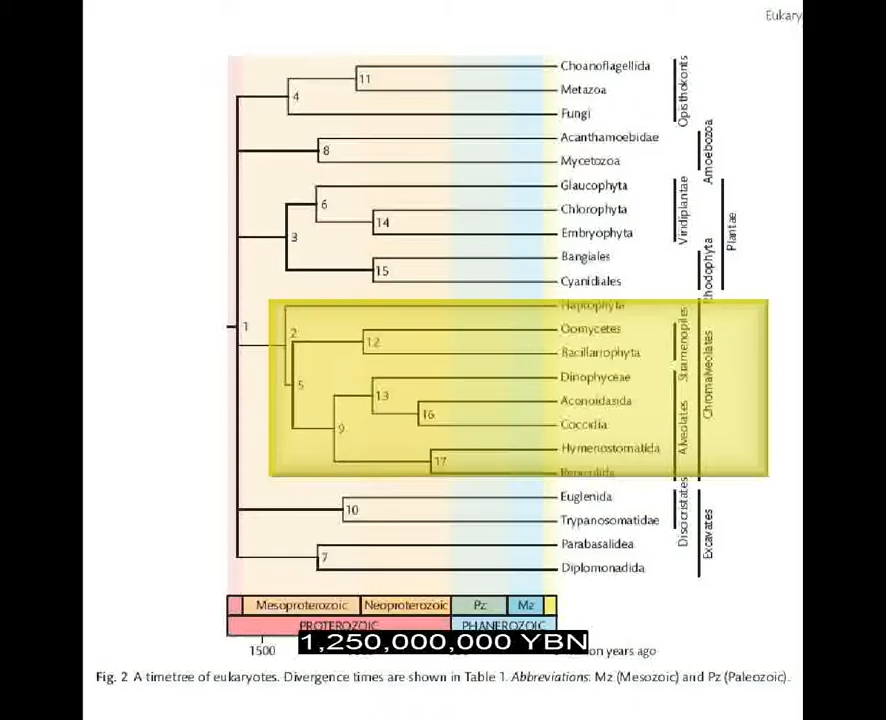 Eukary
Choanoflagellida
11
Metazoa
4
Fungi
Opisthokonts
Acanthamoebidae
8
Mycetozoa
Amoebozoa
Glaucophyta
6
Chlorophyta
14
Embryophyta
3
Viridiplantae
Bangiales
15
Cyanidiales
Rhodophyta
Plantae
Haptophyta
1
2
Oomycetes
12
Bacillariophyta
Stramenopiles
5
Dinophyceae
13
Aconoidasida
16
Coccidia
9
Hymenostomatida
17
Alveolates
Chromalveolates
Euglenida
10
Trypanosomatidae
Discicristates
Parabasalidea
7
Diplomonadida
Excavates
Mesoproterozoic Neoproterozoic Pz Mz
PROTEROZOIC PHANEROZOIC
1,250,000,000 YBN
1500 on years ago
Fig. 2 A timetree of eukaryotes. Divergence times are shown in Table 1. Abbreviations: Mz (Mesozoic) and Pz (Paleozoic).